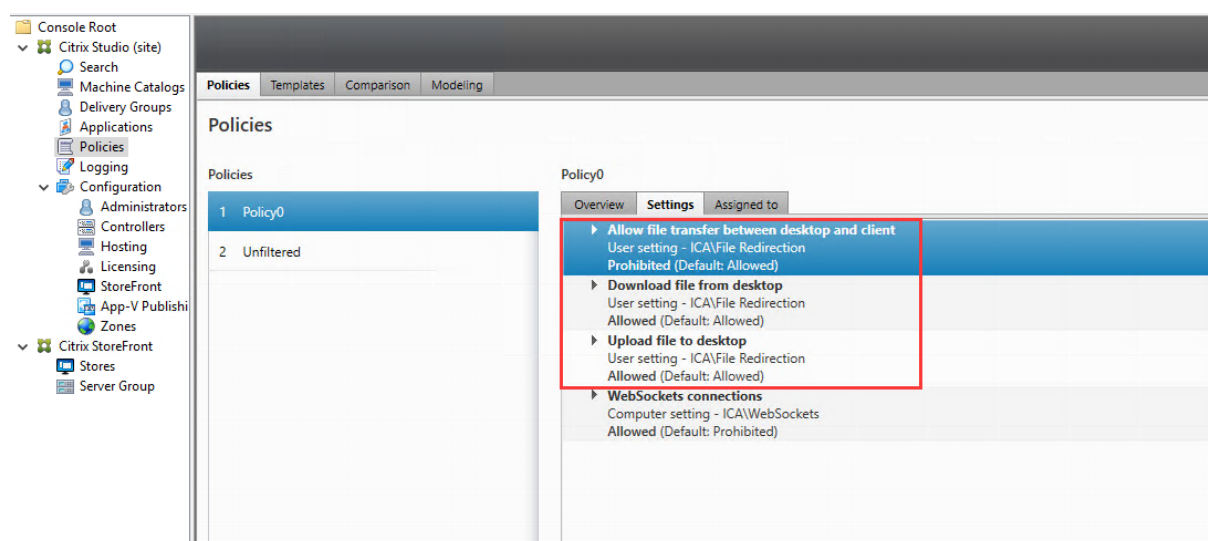 Console Root
Citrix Studio (site)
Search
Machine Catalogs
Delivery Groups
Applications
Policies
Logging
Configuration
Administrators
Controllers
Hosting
Licensing
StoreFront
App-V Publishi
Zones
Citrix StoreFront
Stores
Server Group
Policies Templates Comparison Modeling
Policies
Policies
1 Policy0
2 Unfiltered
Policy0
Overview Settings Assigned to
Allow file transfer between desktop and client
User setting - ICA\File Redirection
Prohibited (Default: Allowed)
Download file from desktop
User setting - ICA\File Redirection
Allowed (Default: Allowed)
Upload file to desktop
User setting - ICA\File Redirection
Allowed (Default: Allowed)
WebSockets connections
Computer setting - ICA\WebSockets
Allowed (Default: Prohibited)